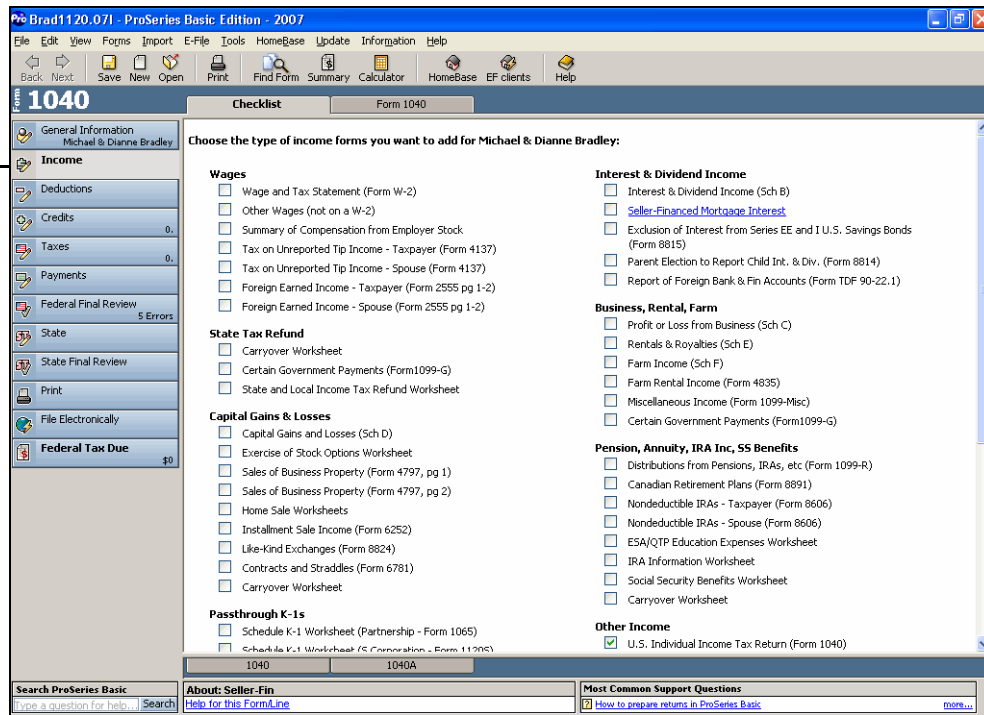 Pro Brad1120.07I - ProSeries Basic Edition - 2007
File Edit View Forms Import E-File Tools HomeBase Update Information Help
Back Next Save New Open Print Find Form Summary Calculator HomeBase EF clients Help
Form 1040
Checklist Form 1040
General Information
Michael & Dianne Bradley
Income
Deductions
Credits
0.
Taxes
0.
Payments
Federal Final Review
5 Errors
State
State Final Review
Print
File Electronically
Federal Tax Due
$0
Choose the type of income forms you want to add for Michael & Dianne Bradley:
Wages
Wage and Tax Statement (Form W-2)
Other Wages (not on a W-2)
Summary of Compensation from Employer Stock
Tax on Unreported Tip Income - Taxpayer (Form 4137)
Tax on Unreported Tip Income - Spouse (Form 4137)
Foreign Earned Income - Taxpayer (Form 2555 pg 1-2)
Foreign Earned Income - Spouse (Form 2555 pg 1-2)
State Tax Refund
Carryover Worksheet
Certain Government Payments (Form1099-G)
State and Local Income Tax Refund Worksheet
Capital Gains & Losses
Capital Gains and Losses (Sch D)
Exercise of Stock Options Worksheet
Sales of Business Property (Form 4797, pg 1)
Sales of Business Property (Form 4797, pg 2)
Home Sale Worksheets
Installment Sale Income (Form 6252)
Like-Kind Exchanges (Form 8824)
Contracts and Straddles (Form 6781)
Carryover Worksheet
Passthrough K-1s
Schedule K-1 Worksheet (Partnership - Form 1065)
Schedule K-1 Worksheet (S Corporation - Form 1120S)
Interest & Dividend Income
Interest & Dividend Income (Sch B)
Seller-Financed Mortgage Interest
Exclusion of Interest from Series EE and I U.S. Savings Bonds
(Form 8815)
Parent Election to Report Child Int. & Div. (Form 8814)
Report of Foreign Bank & Fin Accounts (Form TDF 90-22.1)
Business, Rental, Farm
Profit or Loss from Business (Sch C)
Rentals & Royalties (Sch E)
Farm Income (Sch F)
Farm Rental Income (Form 4835)
Miscellaneous Income (Form 1099-Misc)
Certain Government Payments (Form1099-G)
Pension, Annuity, IRA Inc, SS Benefits
Distributions from Pensions, IRAs, etc (Form 1099-R)
Canadian Retirement Plans (Form 8891)
Nondeductible IRAs - Taxpayer (Form 8606)
Nondeductible IRAs - Spouse (Form 8606)
ESA/QTP Education Expenses Worksheet
IRA Information Worksheet
Social Security Benefits Worksheet
Carryover Worksheet
Other Income
U.S. Individual Income Tax Return (Form 1040)
1040 1040A
Search ProSeries Basic
Type a question for help... Search
About: Seller-Fin
Help for this Form/Line
Most Common Support Questions
How to prepare returns in ProSeries Basic more...